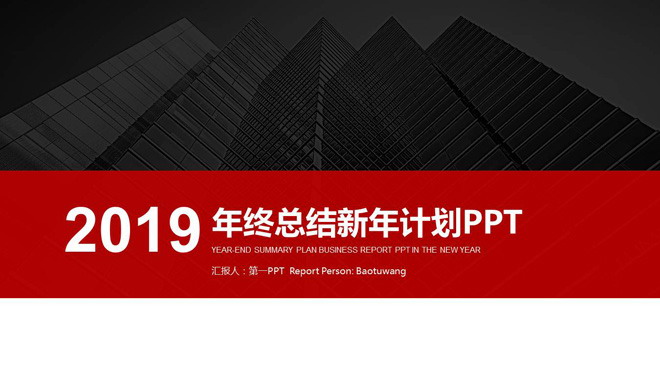 2019 年终总结新年计划PPT
YEAR-END SUMMARY PLAN BUSINESS REPORT PPT IN THE NEW YEAR
汇报人：第一PPT Report Person: Baotuwang